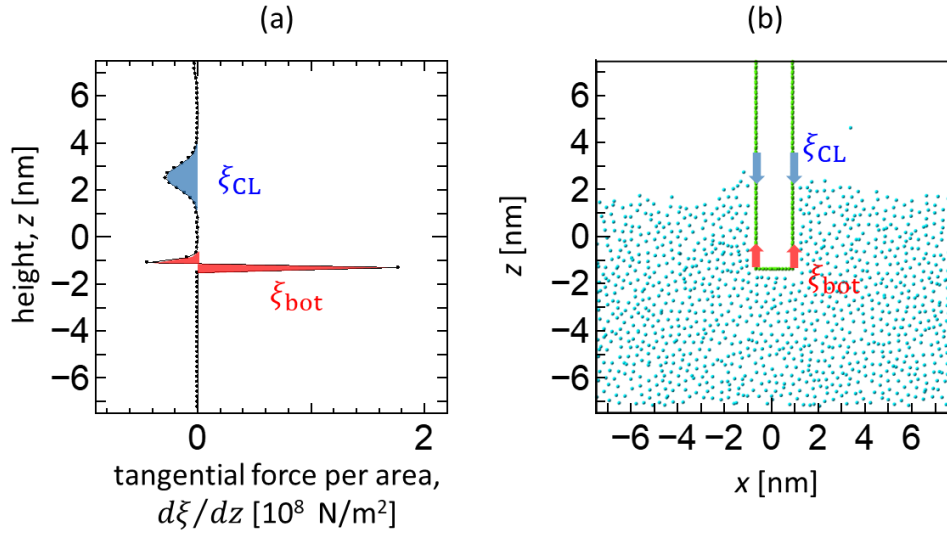 (a)
(b)
6
4
2
0
−2
−4
−6
height, z [nm]
ξCL
ξbot
0
2
tangential force per area,
dξ/dz [10⁸ N/m²]
6
4
2
0
−2
−4
−6
z [nm]
ξCL
ξbot
−6 −4 −2 0 2 4 6
x [nm]